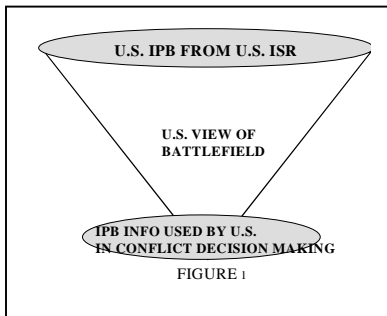 U.S. IPB FROM U.S. ISR
U.S. VIEW OF
BATTLEFIELD
IPB INFO USED BY U.S.
IN CONFLICT DECISION MAKING
FIGURE 1